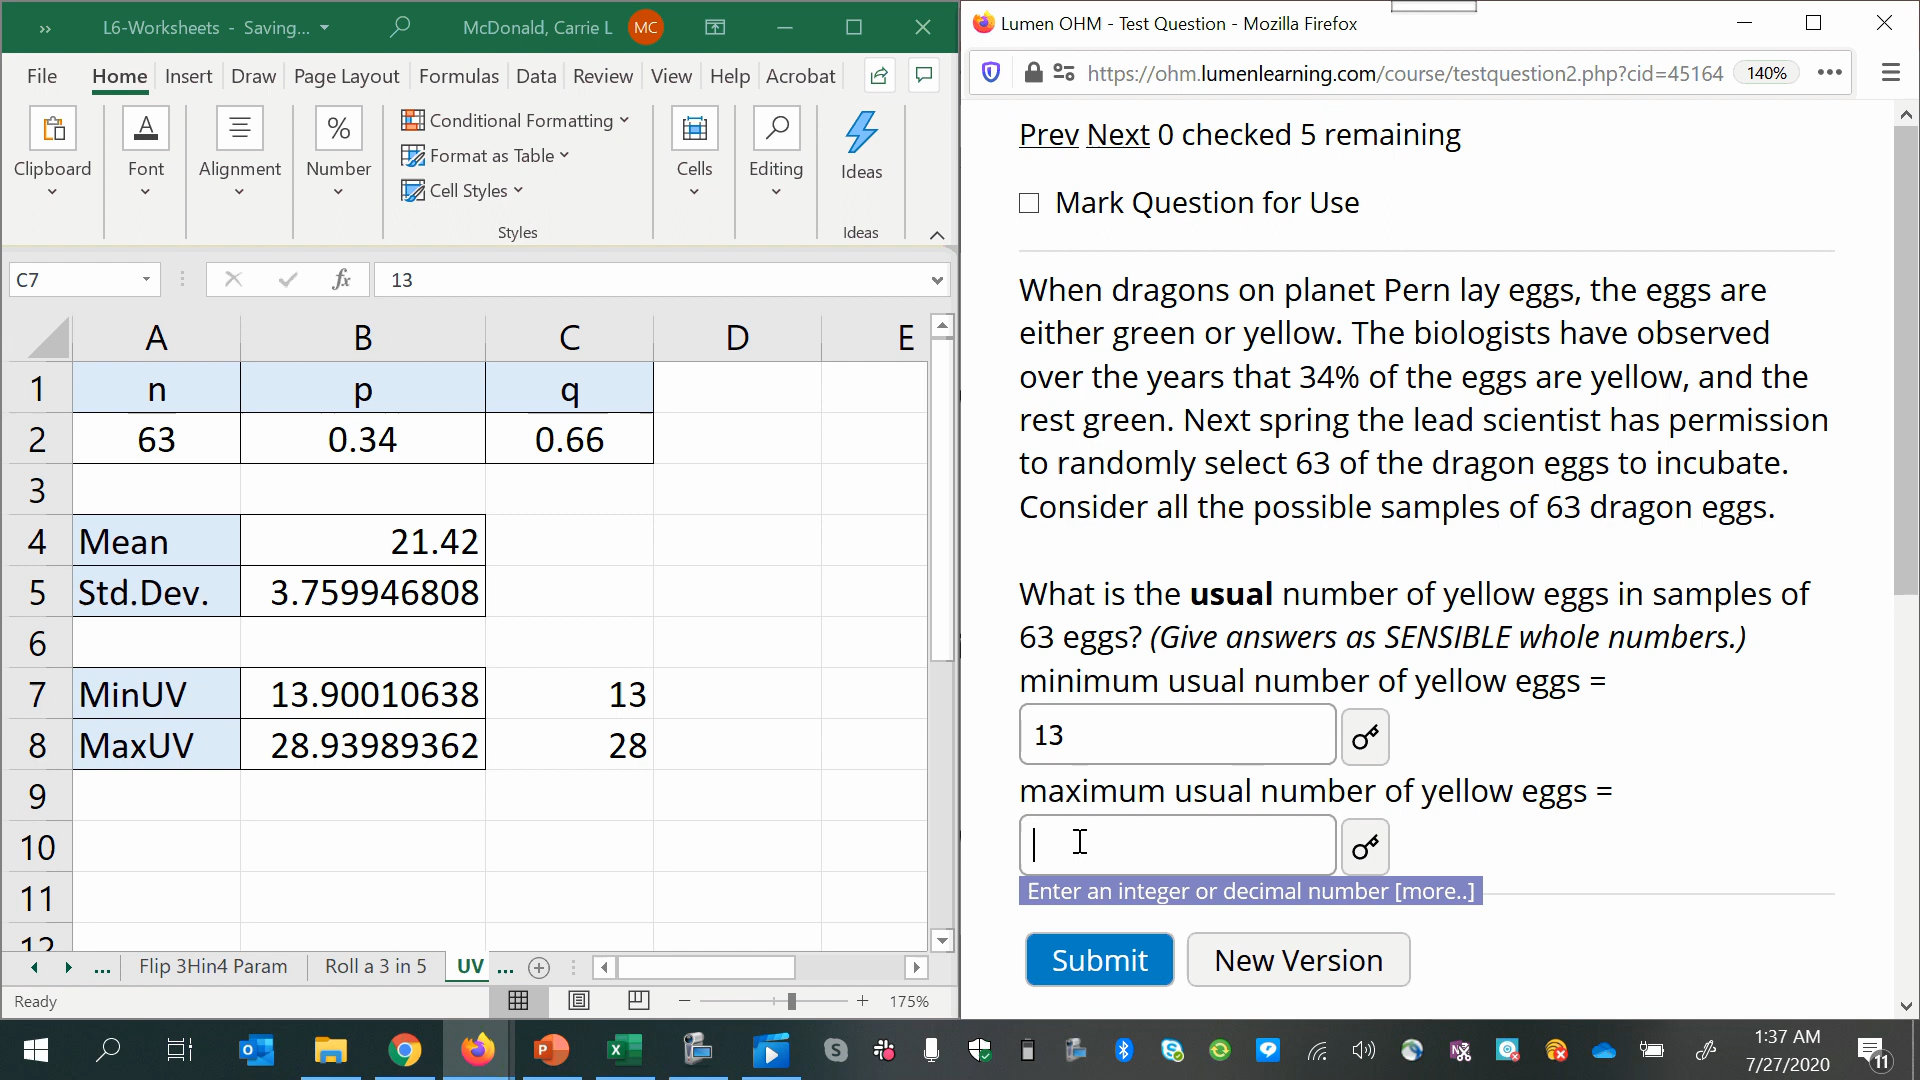 L6-Worksheets - Saving...
McDonald, Carrie L
MC
File Home Insert Draw Page Layout Formulas Data Review View Help Acrobat
Clipboard
Font
Alignment
%
Number
Conditional Formatting
Format as Table
Cell Styles
Styles
Cells
Editing
Ideas
Ideas
C7
fx
13
A B C D E
1 n p q
2 63 0.34 0.66
3
4 Mean 21.42
5 Std.Dev. 3.759946808
6
7 MinUV 13.90010638 13
8 MaxUV 28.93989362 28
9
10
11
12
... Flip 3Hin4 Param Roll a 3 in 5 UV ...
Ready
175%
Lumen OHM - Test Question - Mozilla Firefox
https://ohm.lumenlearning.com/course/testquestion2.php?cid=45164 140%
Prev Next 0 checked 5 remaining
Mark Question for Use
When dragons on planet Pern lay eggs, the eggs are
either green or yellow. The biologists have observed
over the years that 34% of the eggs are yellow, and the
rest green. Next spring the lead scientist has permission
to randomly select 63 of the dragon eggs to incubate.
Consider all the possible samples of 63 dragon eggs.
What is the usual number of yellow eggs in samples of
63 eggs? (Give answers as SENSIBLE whole numbers.)
minimum usual number of yellow eggs =
13
maximum usual number of yellow eggs =
Enter an integer or decimal number [more..]
Submit
New Version
1:37 AM
7/27/2020
11